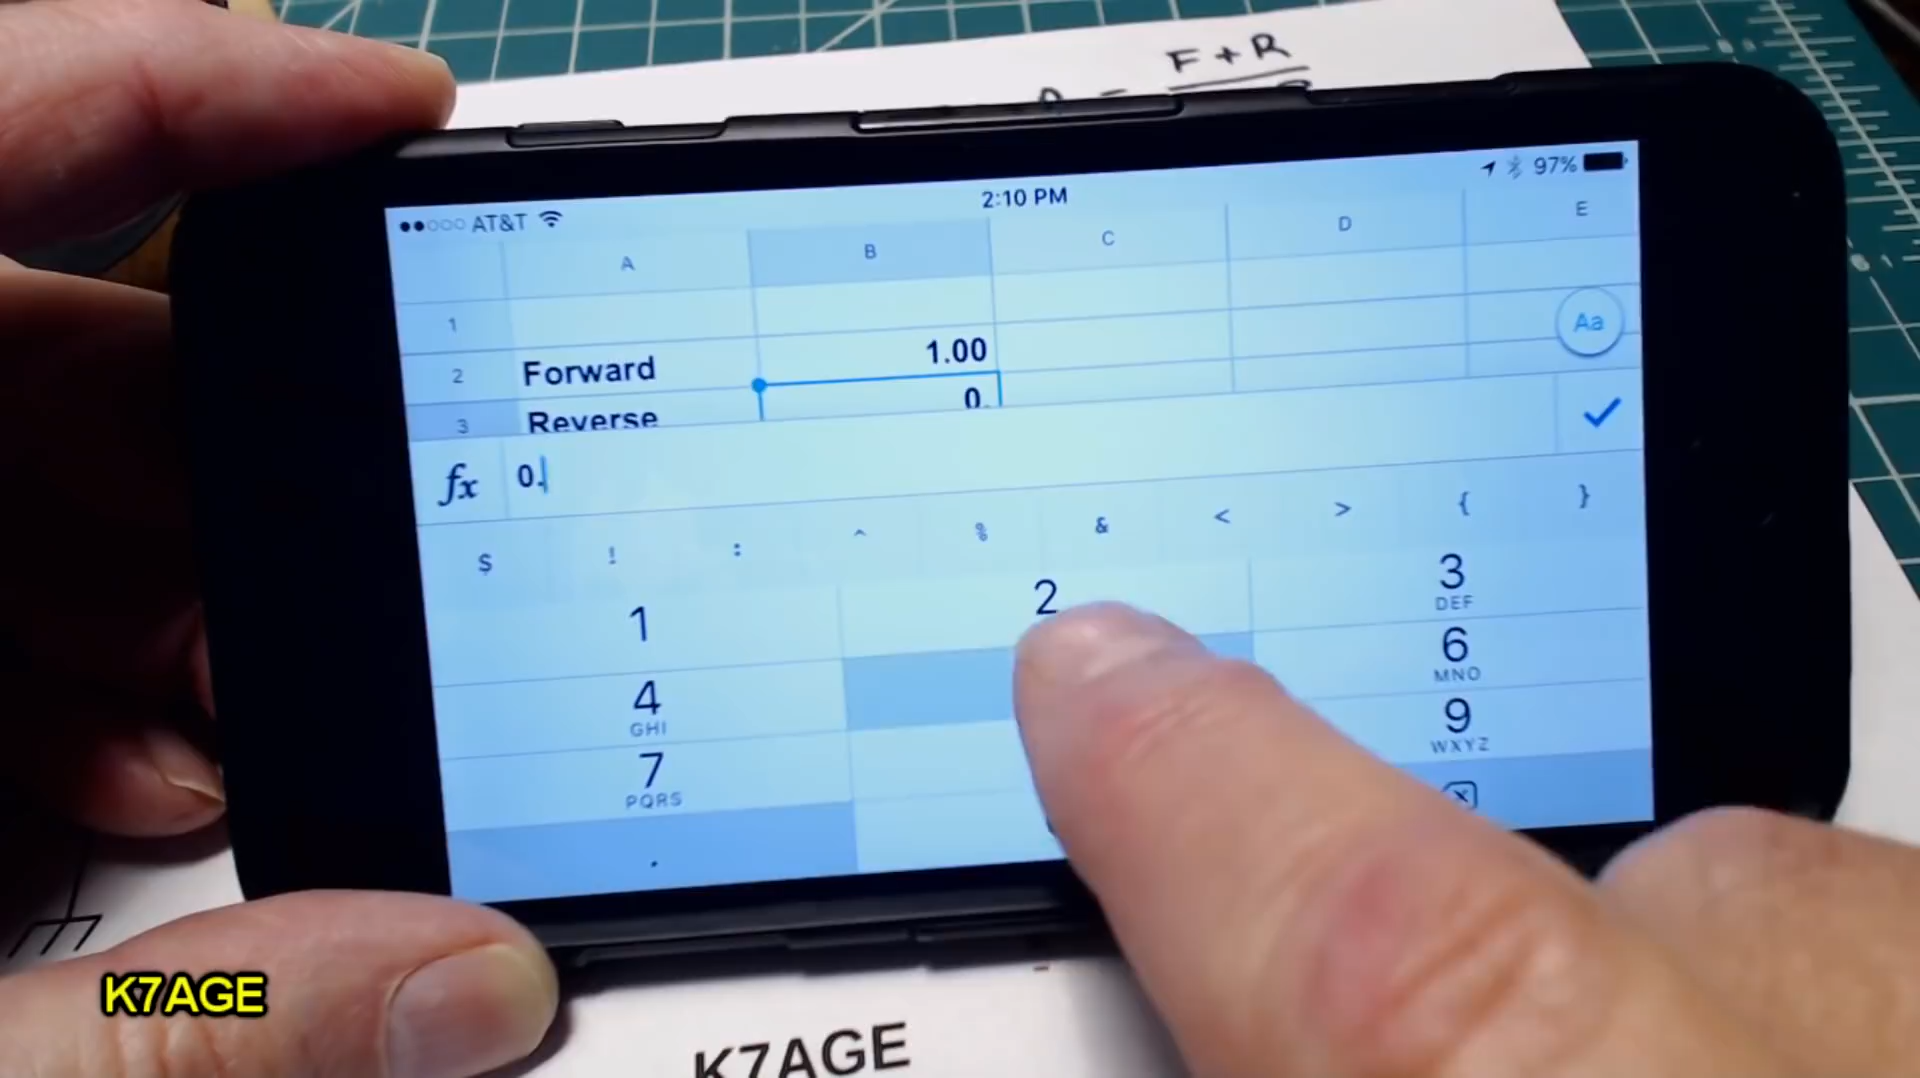 F + R
2:10 PM
97%
AT&T
A B C D E
1
2 Forward 1.00
Aa
3 Reverse 0.
fx 0.
$ ! : ^ % & < > { }
1 2 3
DEF
4 6
GHI MNO
7 9
PQRS WXYZ
.
K7AGE
K7AGE